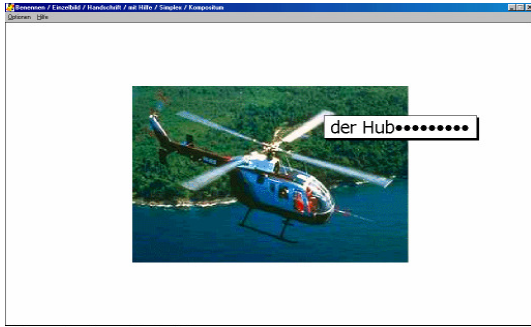 Benennen / Einzelbild / Handschrift / mit Hilfe / Simplex / Kompositum
Optionen Hilfe
der Hub•••••••••